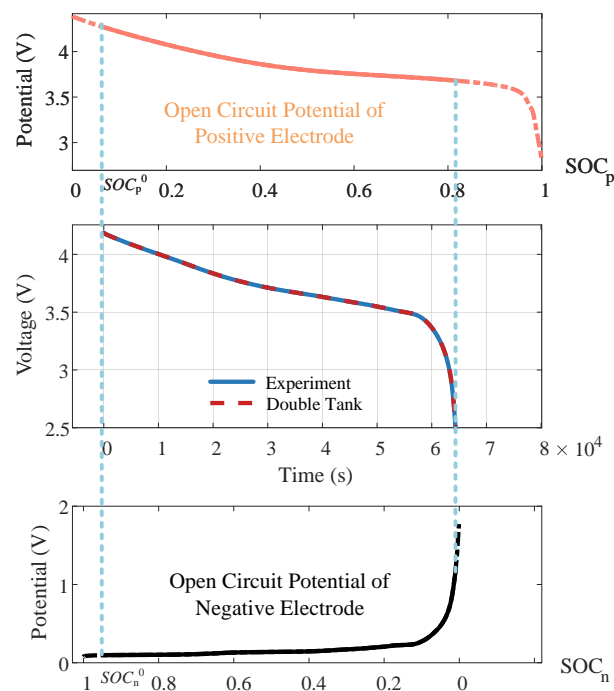 Potential (V)
4
3.5
3
Open Circuit Potential of
Positive Electrode
0 0.2 0.4 0.6 0.8 1
SOC_p^0
SOC_p
Voltage (V)
4
3.5
3
2.5
Experiment
Double Tank
0 1 2 3 4 5 6 7 8 × 10^4
Time (s)
Potential (V)
2
1
0
Open Circuit Potential of
Negative Electrode
1 0.8 0.6 0.4 0.2 0
SOC_n^0
SOC_n